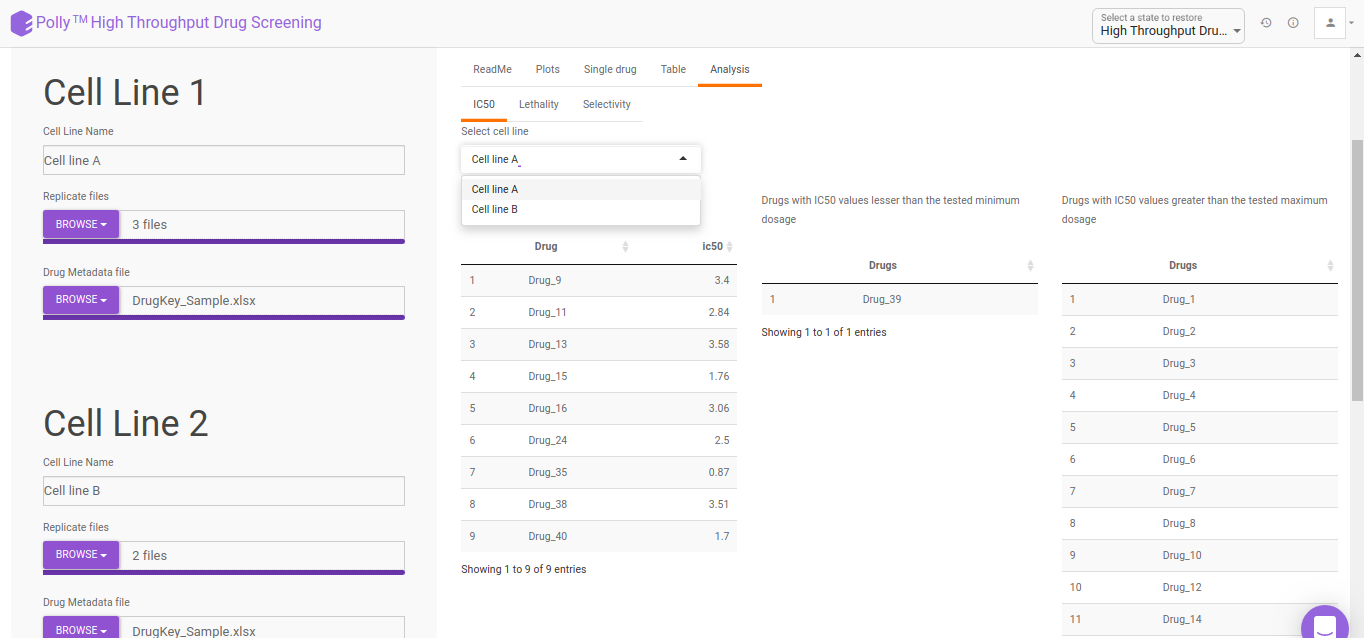 Polly™ High Throughput Drug Screening
Select a state to restore
High Throughput Dru...
Cell Line 1
Cell Line Name
Cell line A
Replicate files
BROWSE
3 files
Drug Metadata file
BROWSE
DrugKey_Sample.xlsx
Cell Line 2
Cell Line Name
Cell line B
Replicate files
BROWSE
2 files
Drug Metadata file
BROWSE
DrugKey_Sample.xlsx
ReadMe Plots Single drug Table Analysis
IC50 Lethality Selectivity
Select cell line
Cell line A
Cell line A
Cell line B
Drug ic50
1 Drug_9 3.4
2 Drug_11 2.84
3 Drug_13 3.58
4 Drug_15 1.76
5 Drug_16 3.06
6 Drug_24 2.5
7 Drug_35 0.87
8 Drug_38 3.51
9 Drug_40 1.7
Showing 1 to 9 of 9 entries
Drugs with IC50 values lesser than the tested minimum
dosage
Drugs
1 Drug_39
Showing 1 to 1 of 1 entries
Drugs with IC50 values greater than the tested maximum
dosage
Drugs
1 Drug_1
2 Drug_2
3 Drug_3
4 Drug_4
5 Drug_5
6 Drug_6
7 Drug_7
8 Drug_8
9 Drug_10
10 Drug_12
11 Drug_14